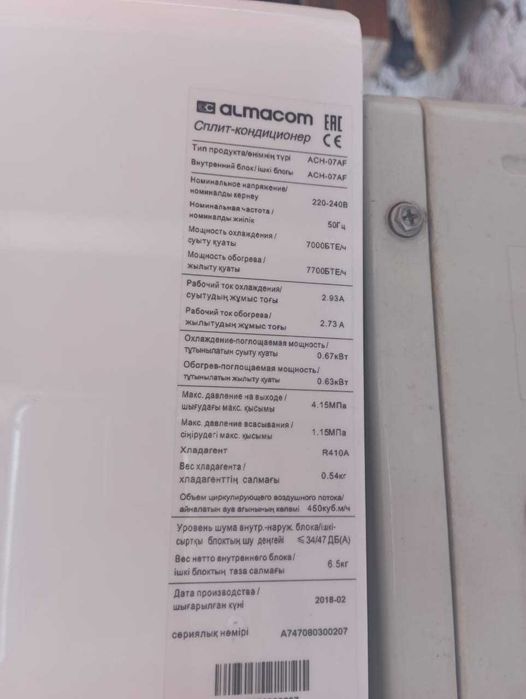 almacom EAC
Сплит-кондиционер CE
Тип продукта/өнімнің түрі ACH-07AF
Внутренний блок/ішкі блогы ACH-07AF
Номинальное напряжение/
номиналды кернеу 220-240В
Номинальная частота/
номиналды жиілік 50Гц
Мощность охлаждения/
суыту қуаты 7000БТЕ/ч
Мощность обогрева/
жылыту қуаты 7700БТЕ/ч
Рабочий ток охлаждения/
суытудың жұмыс тоғы 2.93А
Рабочий ток обогрева/
жылытудың жұмыс тоғы 2.73 А
Охлаждение-поглощаемая мощность/
тұтынылатын суыту қуаты 0.67кВт
Обогрев-поглощаемая мощность/
тұтынылатын жылыту қуаты 0.63кВт
Макс. давление на выходе/
шығудағы макс. қысымы 4.15МПа
Макс. давление всасывания/
сіңірудегі макс. қысымы 1.15МПа
Хладагент R410A
Вес хладагента/
хладагенттің салмағы 0.54кг
Объем циркулирующего воздушного потока/
айналатын ауа ағынының көлемі 450куб.м/ч
Уровень шума внутр.-наруж. блока/ішкі-
сыртқы блоктың шу деңгейі ≤34/47 ДБ(А)
Вес нетто внутреннего блока/
ішкі блоктың таза салмағы 6.5кг
Дата производства/
шығарылған күні 2018-02
сериялық нөмірі A747080300207